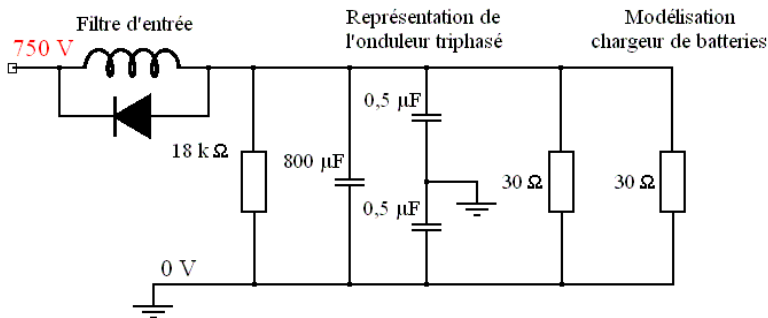 Filtre d'entrée
Représentation de
l'onduleur triphasé
Modélisation
chargeur de batteries
750 V
0,5 µF
18 k Ω
800 µF
30 Ω
30 Ω
0,5 µF
0 V